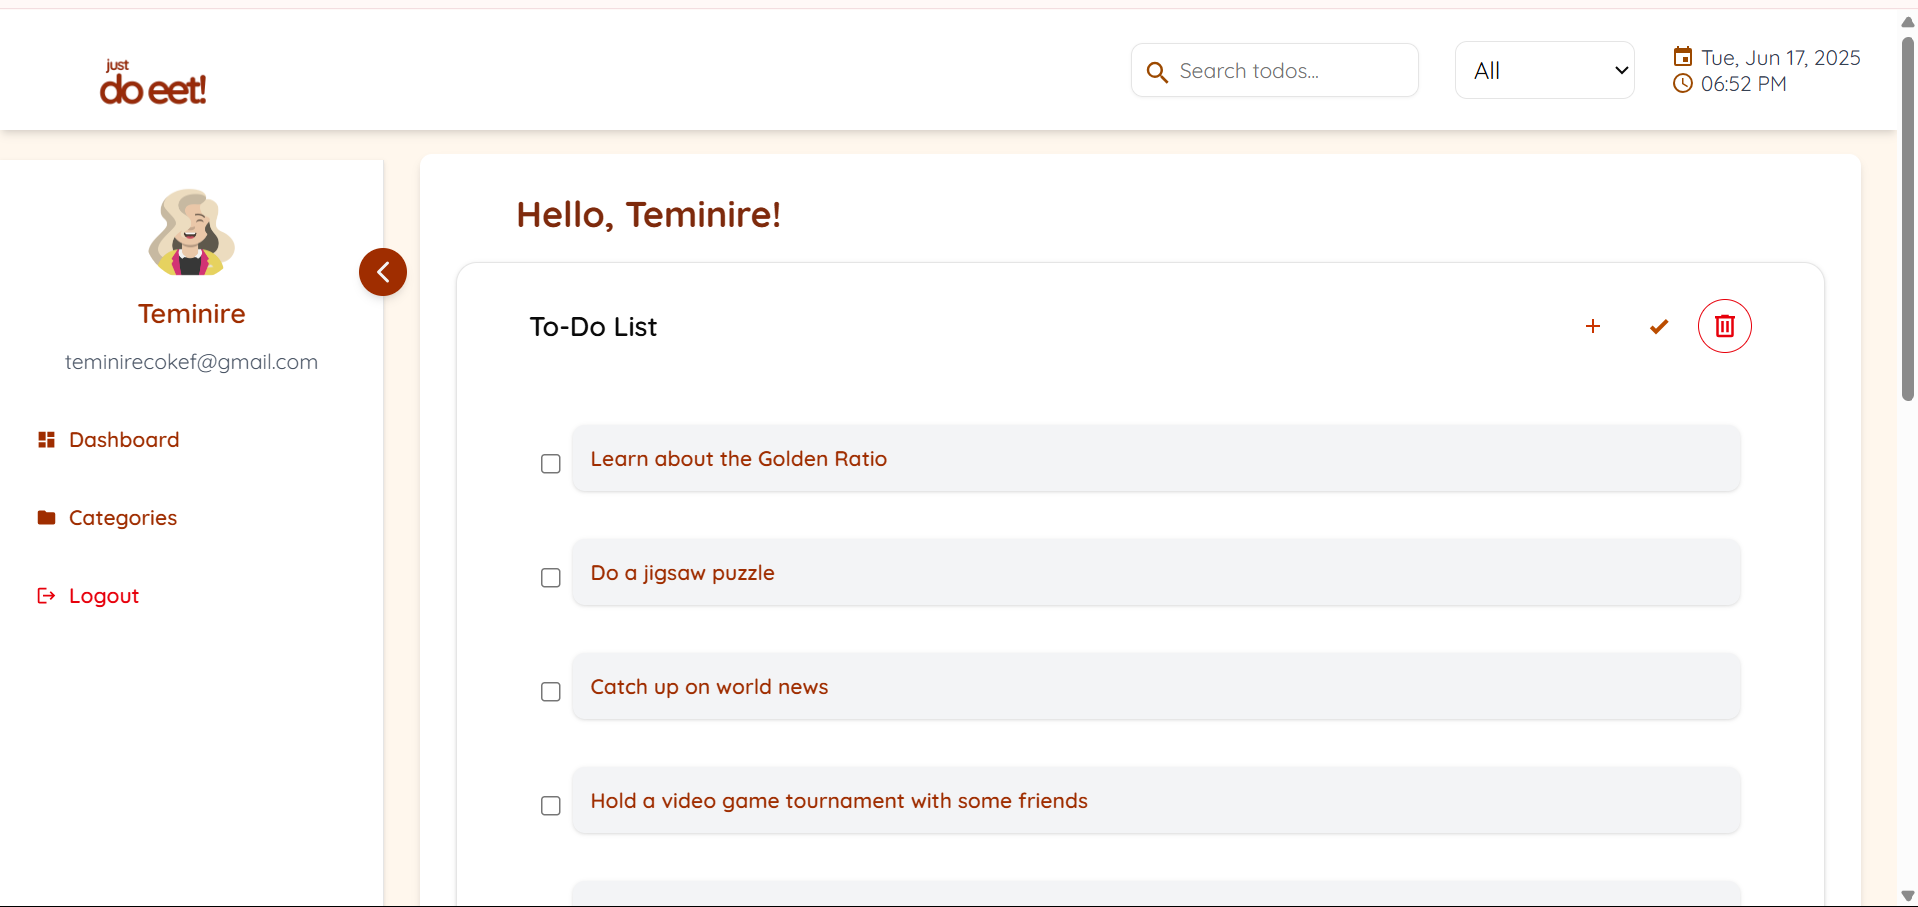 just
do eet!
Search todos...
All
Tue, Jun 17, 2025
06:52 PM
Teminire
teminirecokef@gmail.com
Dashboard
Categories
Logout
Hello, Teminire!
To-Do List
Learn about the Golden Ratio
Do a jigsaw puzzle
Catch up on world news
Hold a video game tournament with some friends